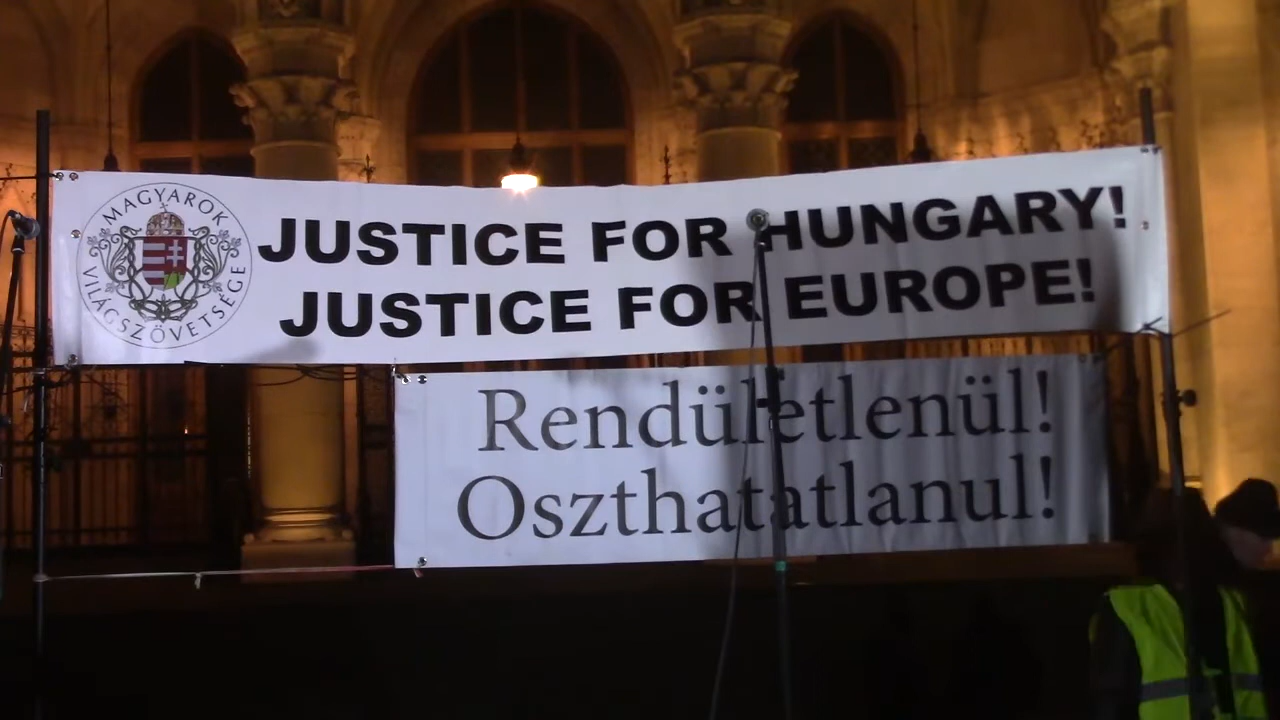 MAGYAROK
VILÁGSZÖVETSÉGE
JUSTICE FOR HUNGARY!
JUSTICE FOR EUROPE!
Rendületlenül!
Oszthatatlanul!